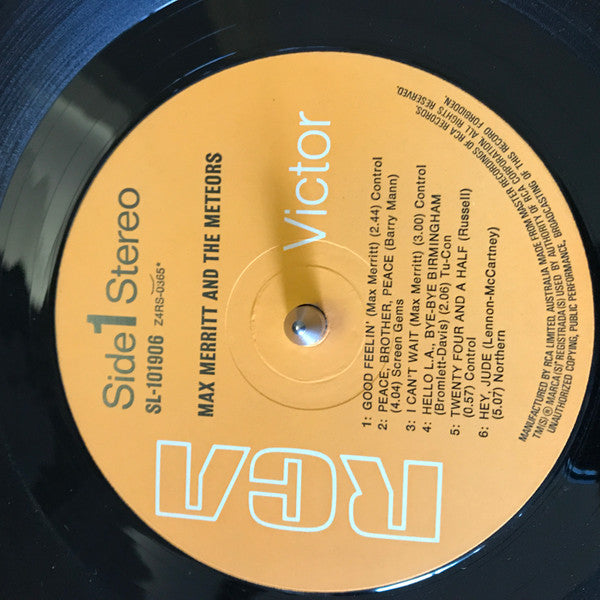 RCA Victor
Side 1 Stereo
SL-101906 Z4RS-0365*
MAX MERRITT AND THE METEORS
1: GOOD FEELIN' (Max Merritt) (2.44) Control
2: PEACE, BROTHER, PEACE (Barry Mann)
(4.04) Screen Gems
3: I CAN'T WAIT (Max Merritt) (3.00) Control
4: HELLO L.A., BYE-BYE BIRMINGHAM
(Bromlett-Davis) (2.06) Tu-Con
5: TWENTY FOUR AND A HALF (Russell)
(0.57) Control
6: HEY, JUDE (Lennon-McCartney)
(5.07) Northern
MANUFACTURED BY RCA LIMITED, AUSTRALIA MADE FROM MASTER RECORDINGS OF RCA RECORDS.
TM(S) ® MARCA(S) REGISTRADA(S) USED BY AUTHORITY OF RCA CORPORATION. ALL RIGHTS RESERVED.
UNAUTHORIZED COPYING, PUBLIC PERFORMANCE, BROADCASTING OF THIS RECORD FORBIDDEN.